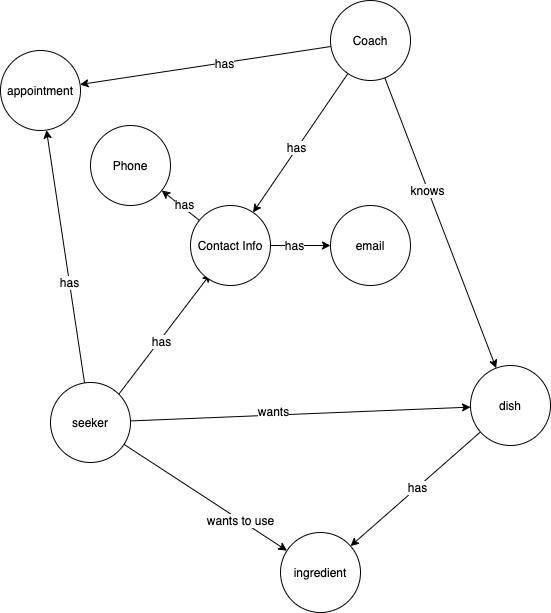 Coach
has
appointment
has
Phone
knows
has
Contact Info
has
email
has
has
dish
wants
seeker
has
wants to use
ingredient